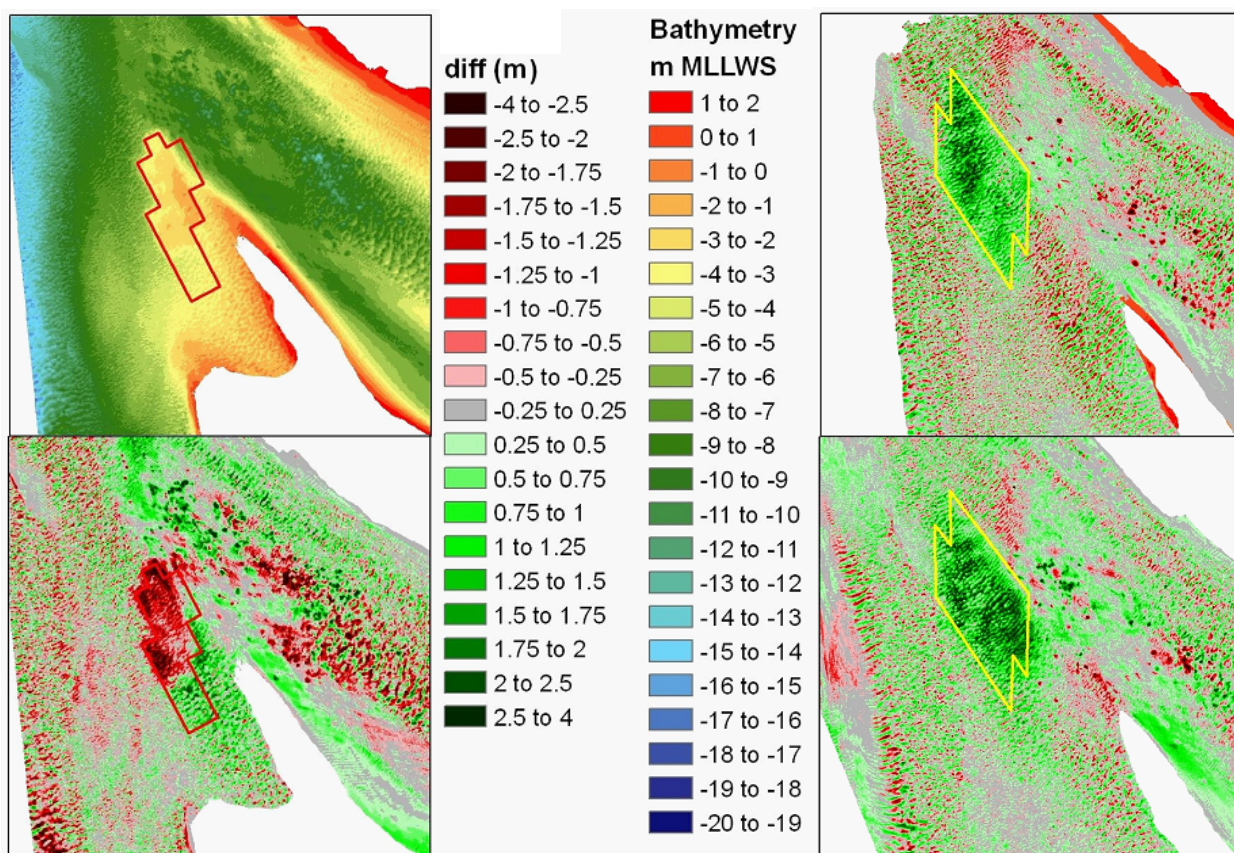 diff (m)
-4 to -2.5
-2.5 to -2
-2 to -1.75
-1.75 to -1.5
-1.5 to -1.25
-1.25 to -1
-1 to -0.75
-0.75 to -0.5
-0.5 to -0.25
-0.25 to 0.25
0.25 to 0.5
0.5 to 0.75
0.75 to 1
1 to 1.25
1.25 to 1.5
1.5 to 1.75
1.75 to 2
2 to 2.5
2.5 to 4
Bathymetry
m MLLWS
1 to 2
0 to 1
-1 to 0
-2 to -1
-3 to -2
-4 to -3
-5 to -4
-6 to -5
-7 to -6
-8 to -7
-9 to -8
-10 to -9
-11 to -10
-12 to -11
-13 to -12
-14 to -13
-15 to -14
-16 to -15
-17 to -16
-18 to -17
-19 to -18
-20 to -19